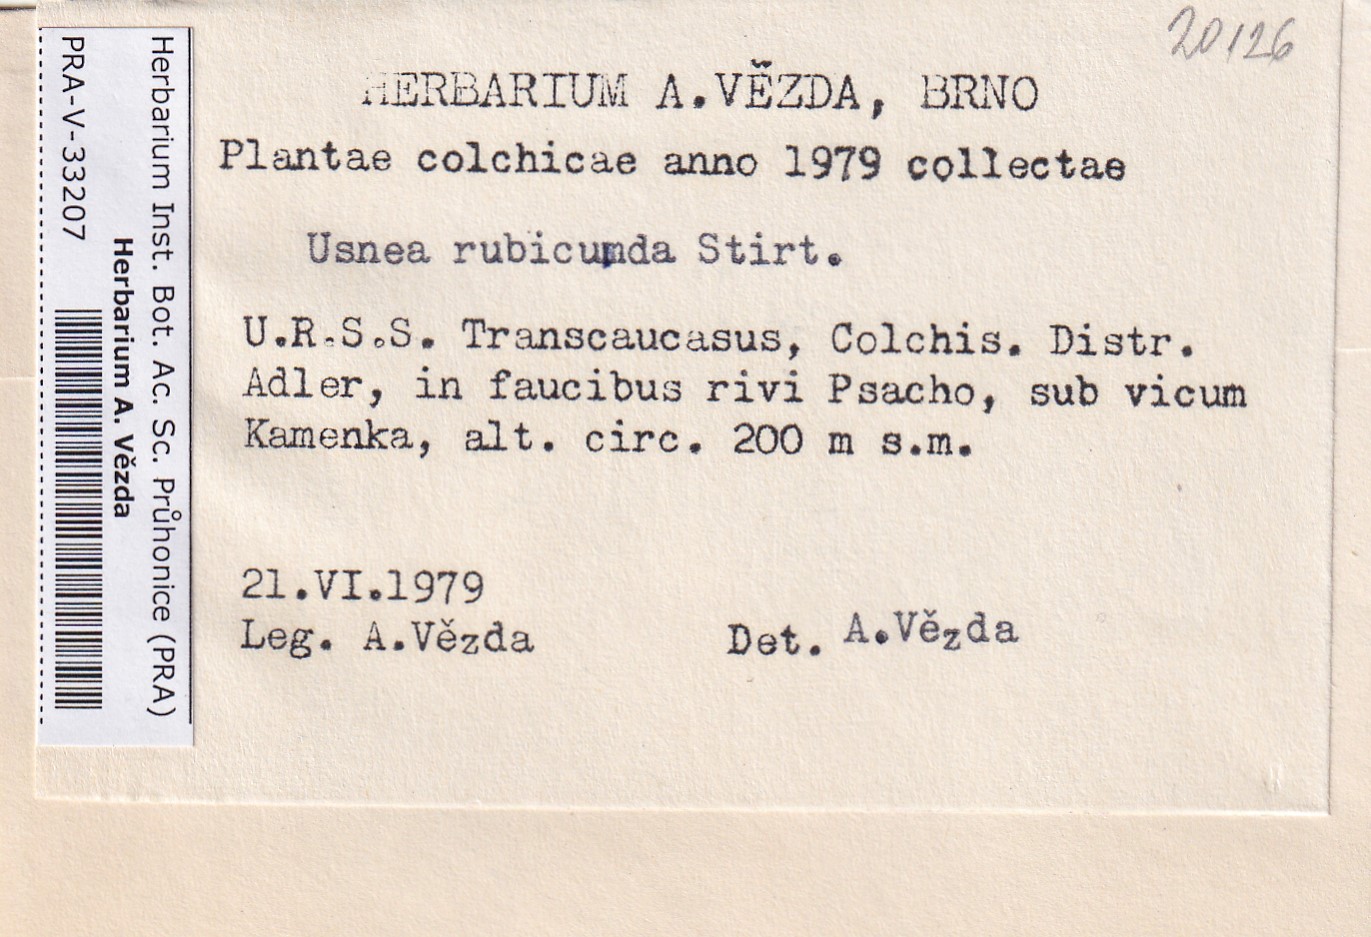 20126
HERBARIUM A.VĚZDA, BRNO
Plantae colchicae anno 1979 collectae
Usnea rubicunda Stirt.
U.R.S.S. Transcaucasus, Colchis. Distr.
Adler, in faucibus rivi Psacho, sub vicum
Kamenka, alt. circ. 200 m s.m.
21.VI.1979
Leg. A.Vězda
Det. A.Vězda
Herbarium Inst. Bot. Ac. Sc. Průhonice (PRA)
Herbarium A. Vězda
PRA-V-33207